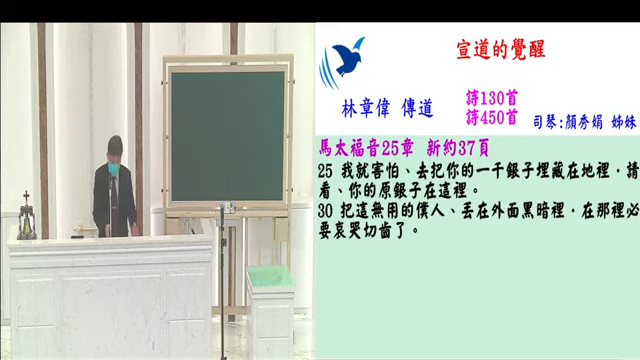 宣道的覺醒
林章偉 傳道
詩130首
詩450首
司琴:顏秀娟 姊妹
馬太福音25章 新約37頁
25 我就害怕、去把你的一千銀子埋藏在地裡．請
看、你的原銀子在這裡。
30 把這無用的僕人、丟在外面黑暗裡．在那裡必
要哀哭切齒了。